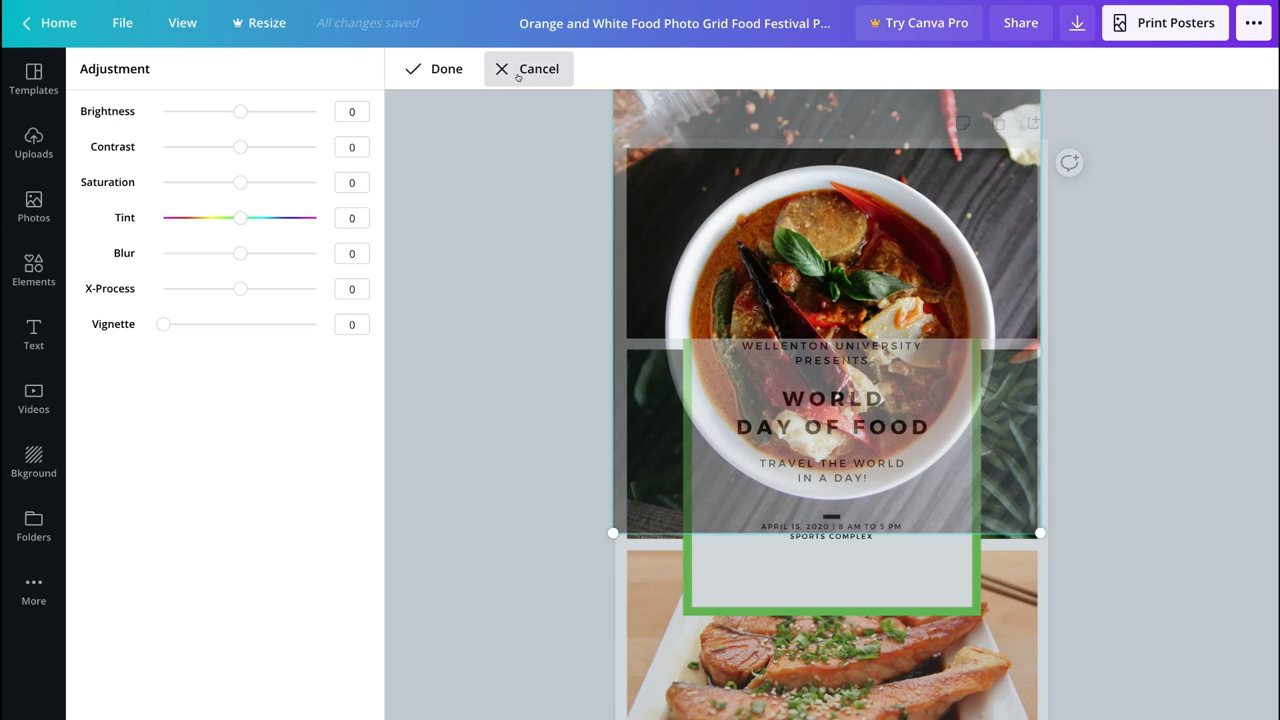 Home
File
View
Resize
All changes saved
Orange and White Food Photo Grid Food Festival P...
Try Canva Pro
Share
Print Posters
Templates
Uploads
Photos
Elements
Text
Videos
Bkground
Folders
More
Adjustment
Done
Cancel
Brightness 0
Contrast 0
Saturation 0
Tint 0
Blur 0
X-Process 0
Vignette 0
WELLENTON UNIVERSITY
PRESENTS
WORLD
DAY OF FOOD
TRAVEL THE WORLD
IN A DAY!
APRIL 15, 2020 | 8 AM TO 5 PM
SPORTS COMPLEX